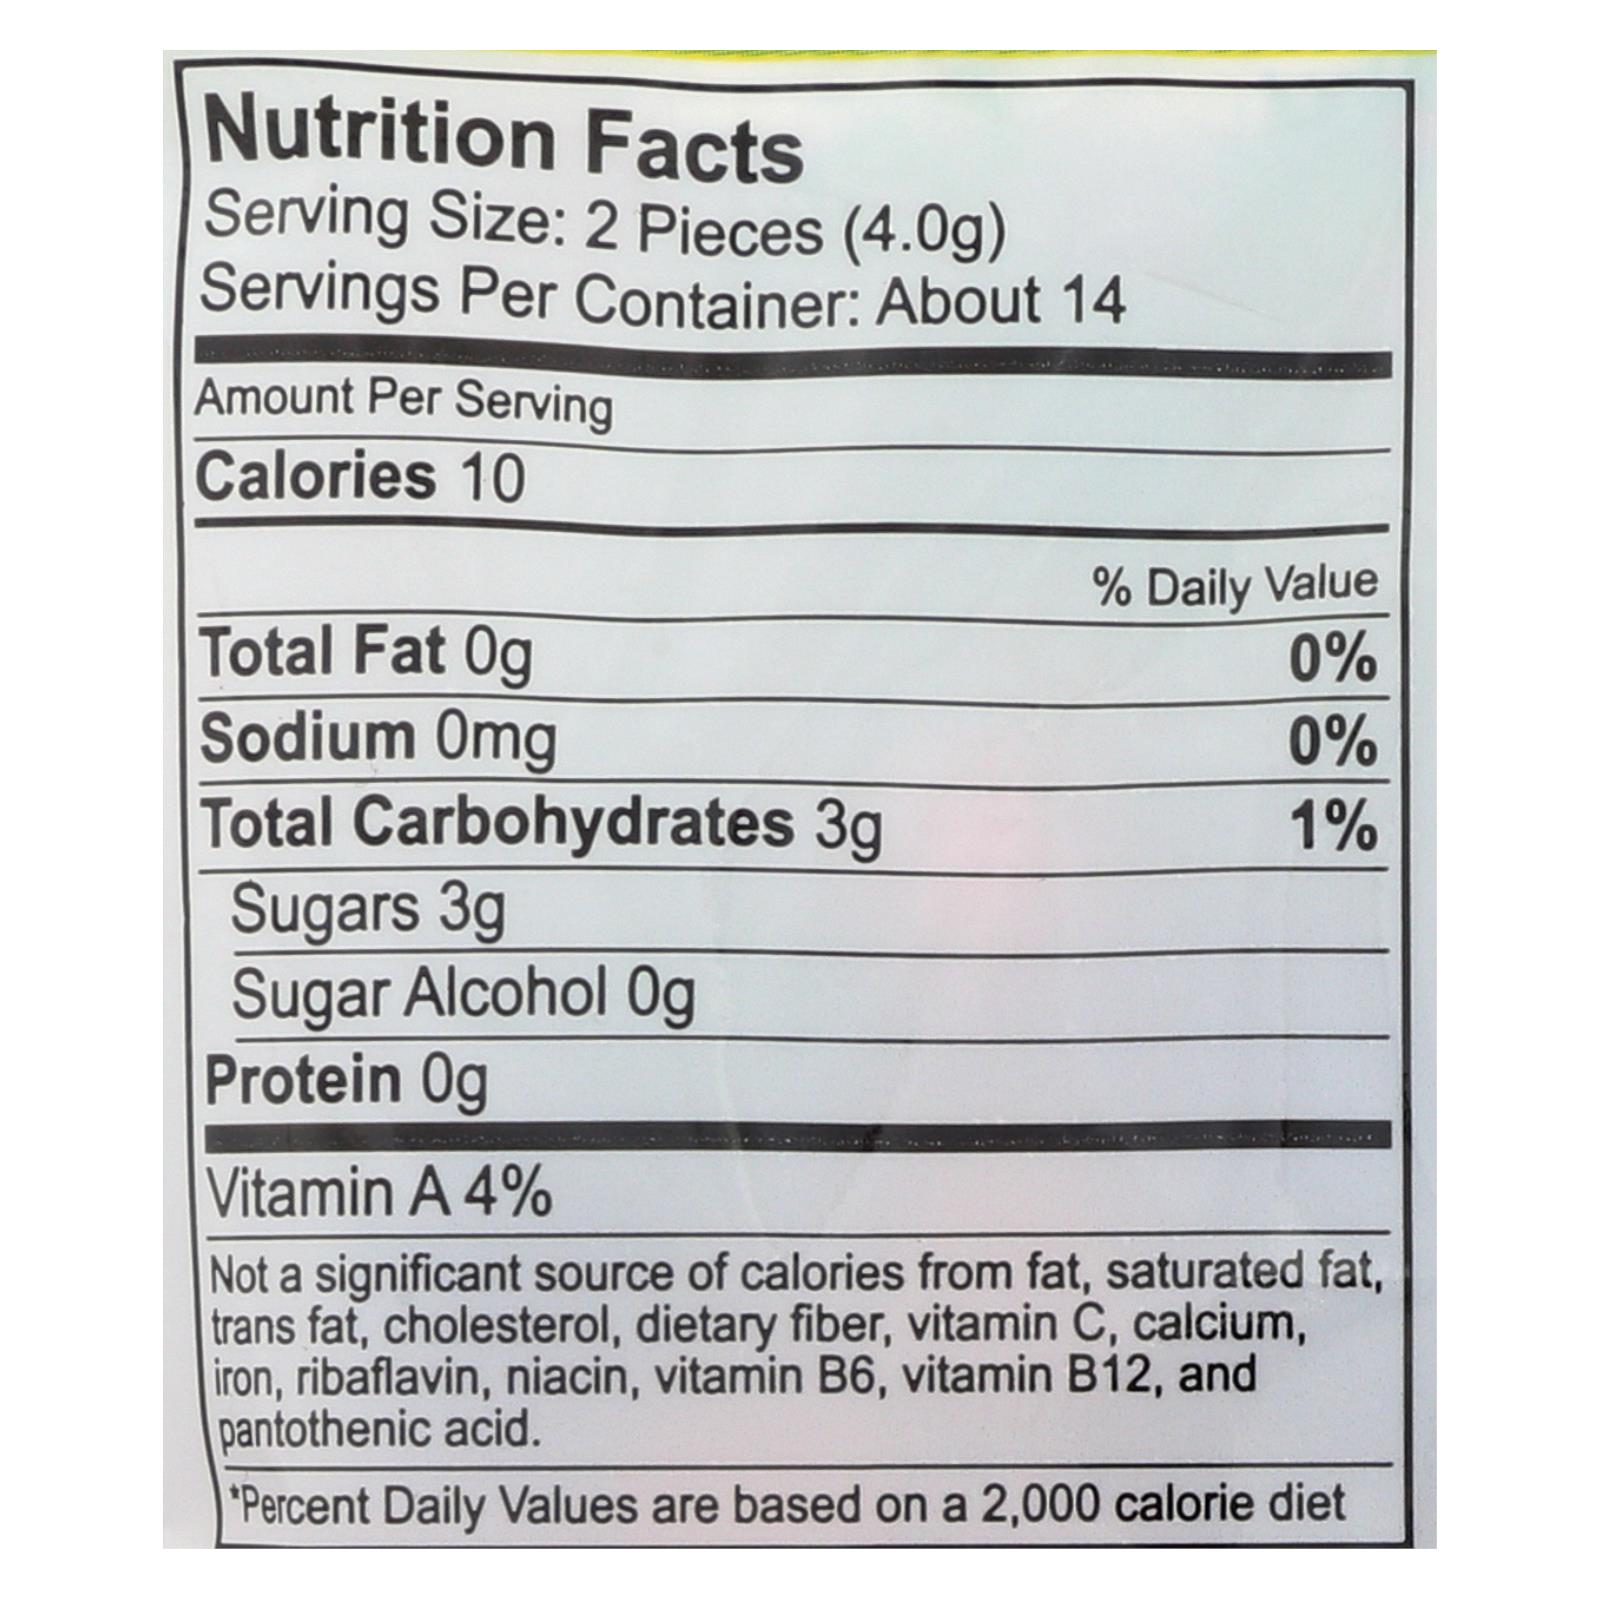 Nutrition Facts
Serving Size: 2 Pieces (4.0g)
Servings Per Container: About 14
Amount Per Serving
Calories 10
% Daily Value
Total Fat 0g 0%
Sodium 0mg 0%
Total Carbohydrates 3g 1%
Sugars 3g
Sugar Alcohol 0g
Protein 0g
Vitamin A 4%
Not a significant source of calories from fat, saturated fat,
trans fat, cholesterol, dietary fiber, vitamin C, calcium,
iron, ribaflavin, niacin, vitamin B6, vitamin B12, and
pantothenic acid.
*Percent Daily Values are based on a 2,000 calorie diet